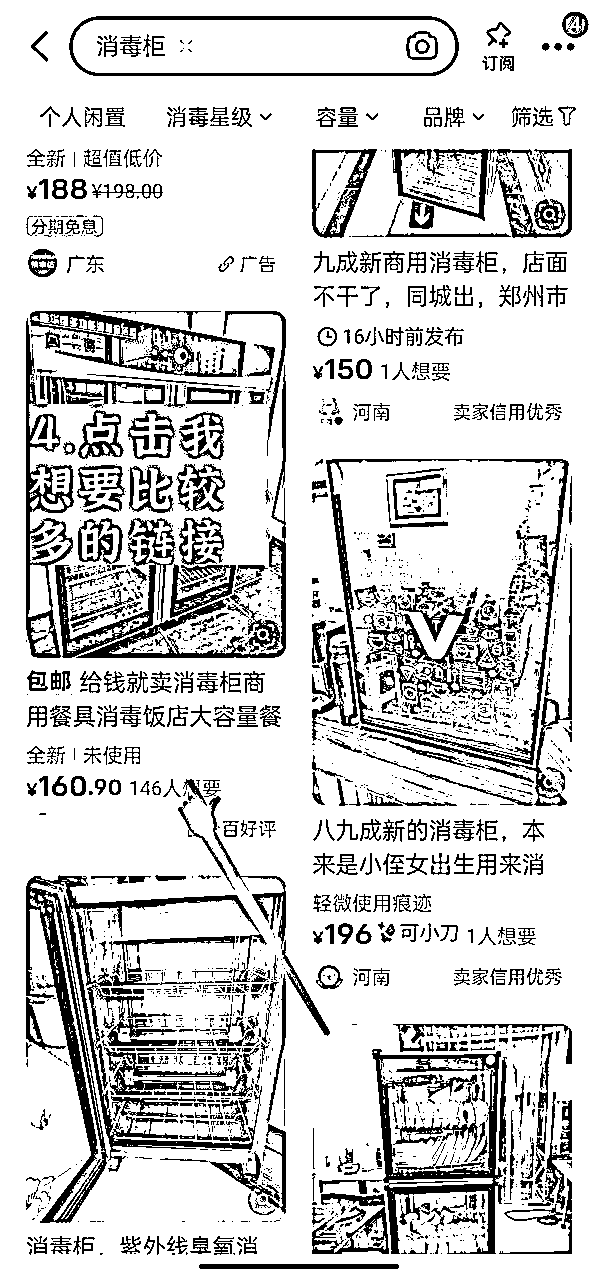 消毒柜
订阅
4
个人闲置
消毒星级
容量
品牌
筛选
全新 | 超值低价
¥188 ¥198.00
分期免息
广东
广告
4.点击我
想要比较
多的链接
包邮 给钱就卖消毒柜商
用餐具消毒饭店大容量餐
全新 | 未使用
¥160.90 146人想要
百好评
消毒柜，紫外线臭氧消
九成新商用消毒柜，店面
不干了，同城出，郑州市
16小时前发布
¥150 1人想要
河南
卖家信用优秀
八九成新的消毒柜，本
来是小侄女出生用来消
轻微使用痕迹
¥196 可小刀 1人想要
河南
卖家信用优秀